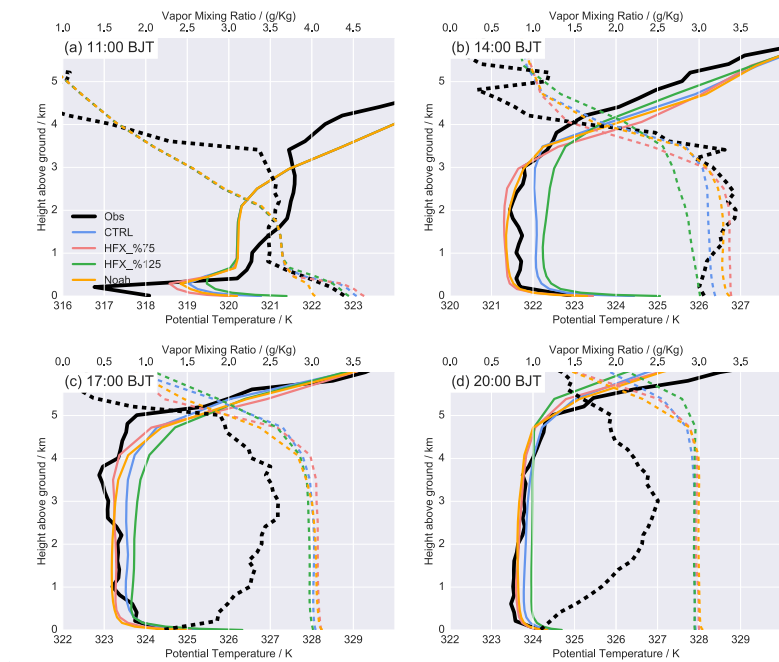 Vapor Mixing Ratio / (g/Kg)
1.0 1.5 2.0 2.5 3.0 3.5 4.0 4.5
(a) 11:00 BJT
Height above ground / km
5
4
3
2
1
0
Obs
CTRL
HFX_%75
HFX_%125
Noah
316 317 318 319 320 321 322 323
Potential Temperature / K
Vapor Mixing Ratio / (g/Kg)
0.0 0.5 1.0 1.5 2.0 2.5 3.0 3.5
(b) 14:00 BJT
Height above ground / km
5
4
3
2
1
0
320 321 322 323 324 325 326 327
Potential Temperature / K
Vapor Mixing Ratio / (g/Kg)
0.0 0.5 1.0 1.5 2.0 2.5 3.0 3.5
(c) 17:00 BJT
Height above ground / km
5
4
3
2
1
0
322 323 324 325 326 327 328 329
Potential Temperature / K
Vapor Mixing Ratio / (g/Kg)
0.0 0.5 1.0 1.5 2.0 2.5 3.0 3.5
(d) 20:00 BJT
Height above ground / km
5
4
3
2
1
0
322 323 324 325 326 327 328 329
Potential Temperature / K